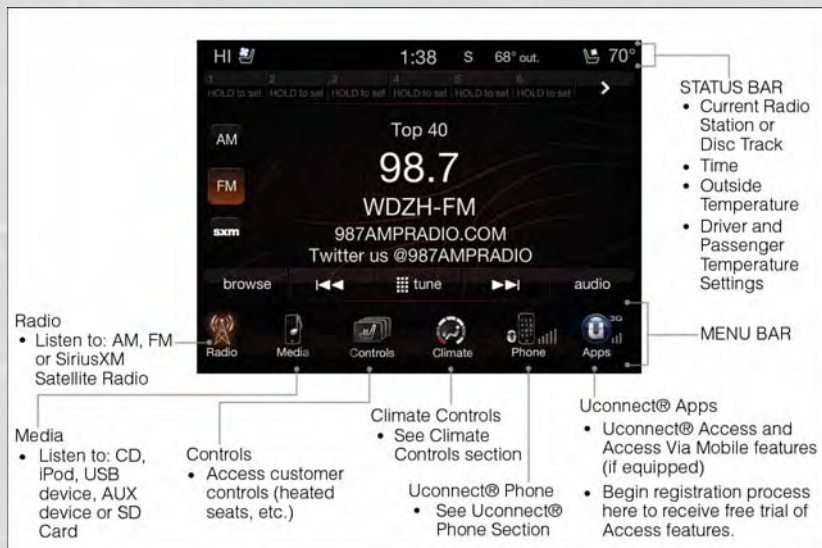 HI 1:38 S 68° out. 70°
1 2 3 4 5 6
HOLD to set HOLD to set HOLD to set HOLD to set HOLD to set HOLD to set
AM
FM
sxm
Top 40
98.7
WDZH-FM
987AMPRADIO.COM
Twitter us @987AMPRADIO
browse tune audio
Radio Media Controls Climate Phone Apps
3G
STATUS BAR
• Current Radio
Station or
Disc Track
• Time
• Outside
Temperature
• Driver and
Passenger
Temperature
Settings
MENU BAR
Radio
• Listen to: AM, FM
or SiriusXM
Satellite Radio
Media
• Listen to: CD,
iPod, USB
device, AUX
device or SD
Card
Controls
• Access customer
controls (heated
seats, etc.)
Climate Controls
• See Climate
Controls section
Uconnect® Phone
• See Uconnect®
Phone Section
Uconnect® Apps
• Uconnect® Access and
Access Via Mobile features
(if equipped)
• Begin registration process
here to receive free trial of
Access features.